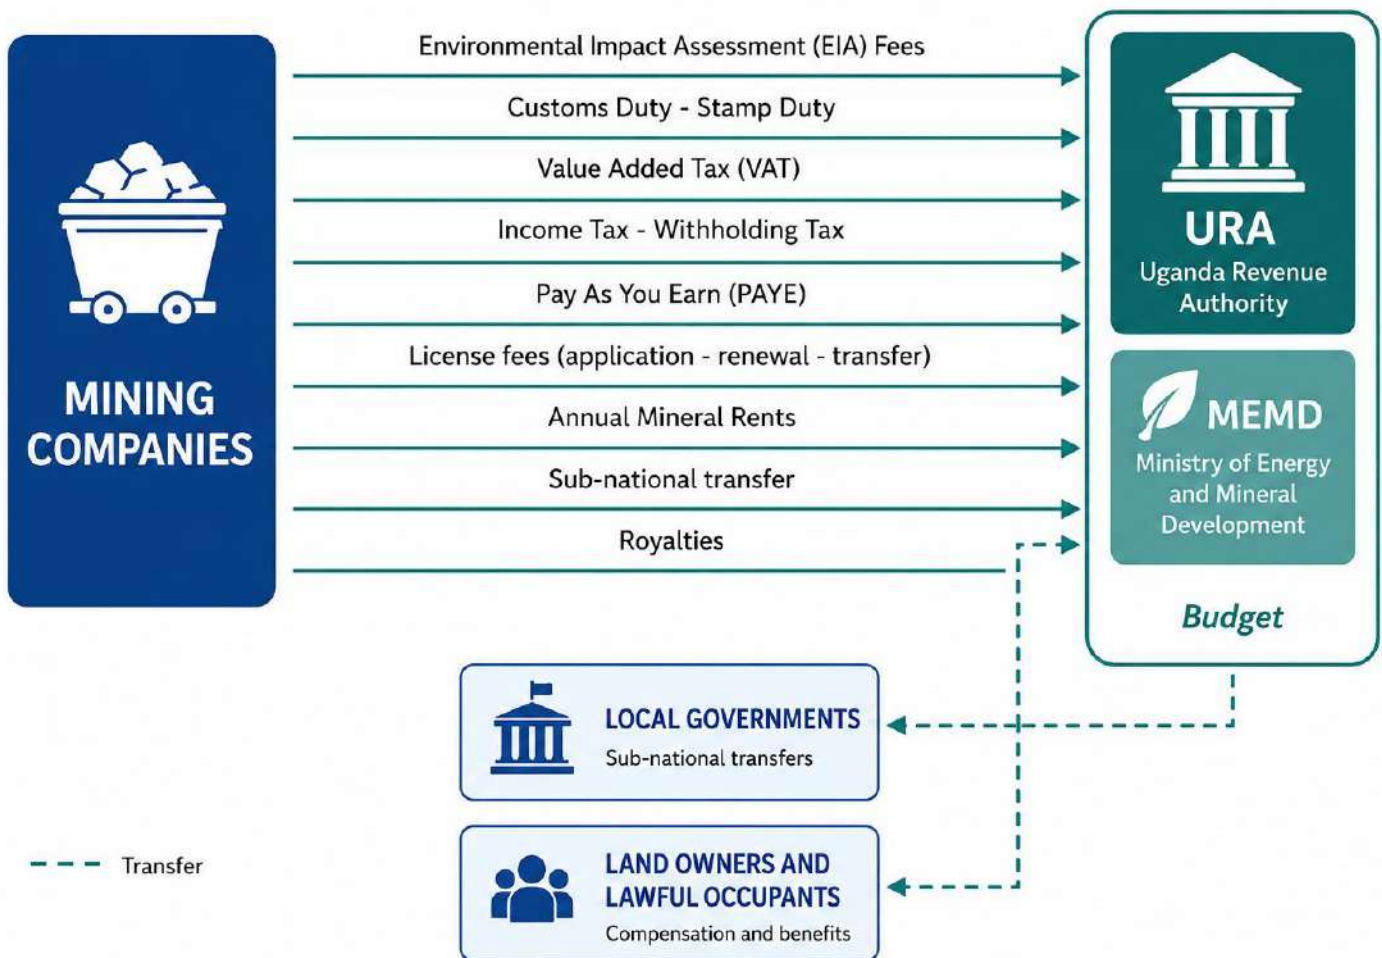 Environmental Impact Assessment (EIA) Fees
Customs Duty - Stamp Duty
Value Added Tax (VAT)
Income Tax - Withholding Tax
Pay As You Earn (PAYE)
License fees (application - renewal - transfer)
Annual Mineral Rents
Sub-national transfer
Royalties
MINING
COMPANIES
URA
Uganda Revenue
Authority
MEMD
Ministry of Energy
and Mineral
Development
Budget
LOCAL GOVERNMENTS
Sub-national transfers
LAND OWNERS AND
LAWFUL OCCUPANTS
Compensation and benefits
Transfer